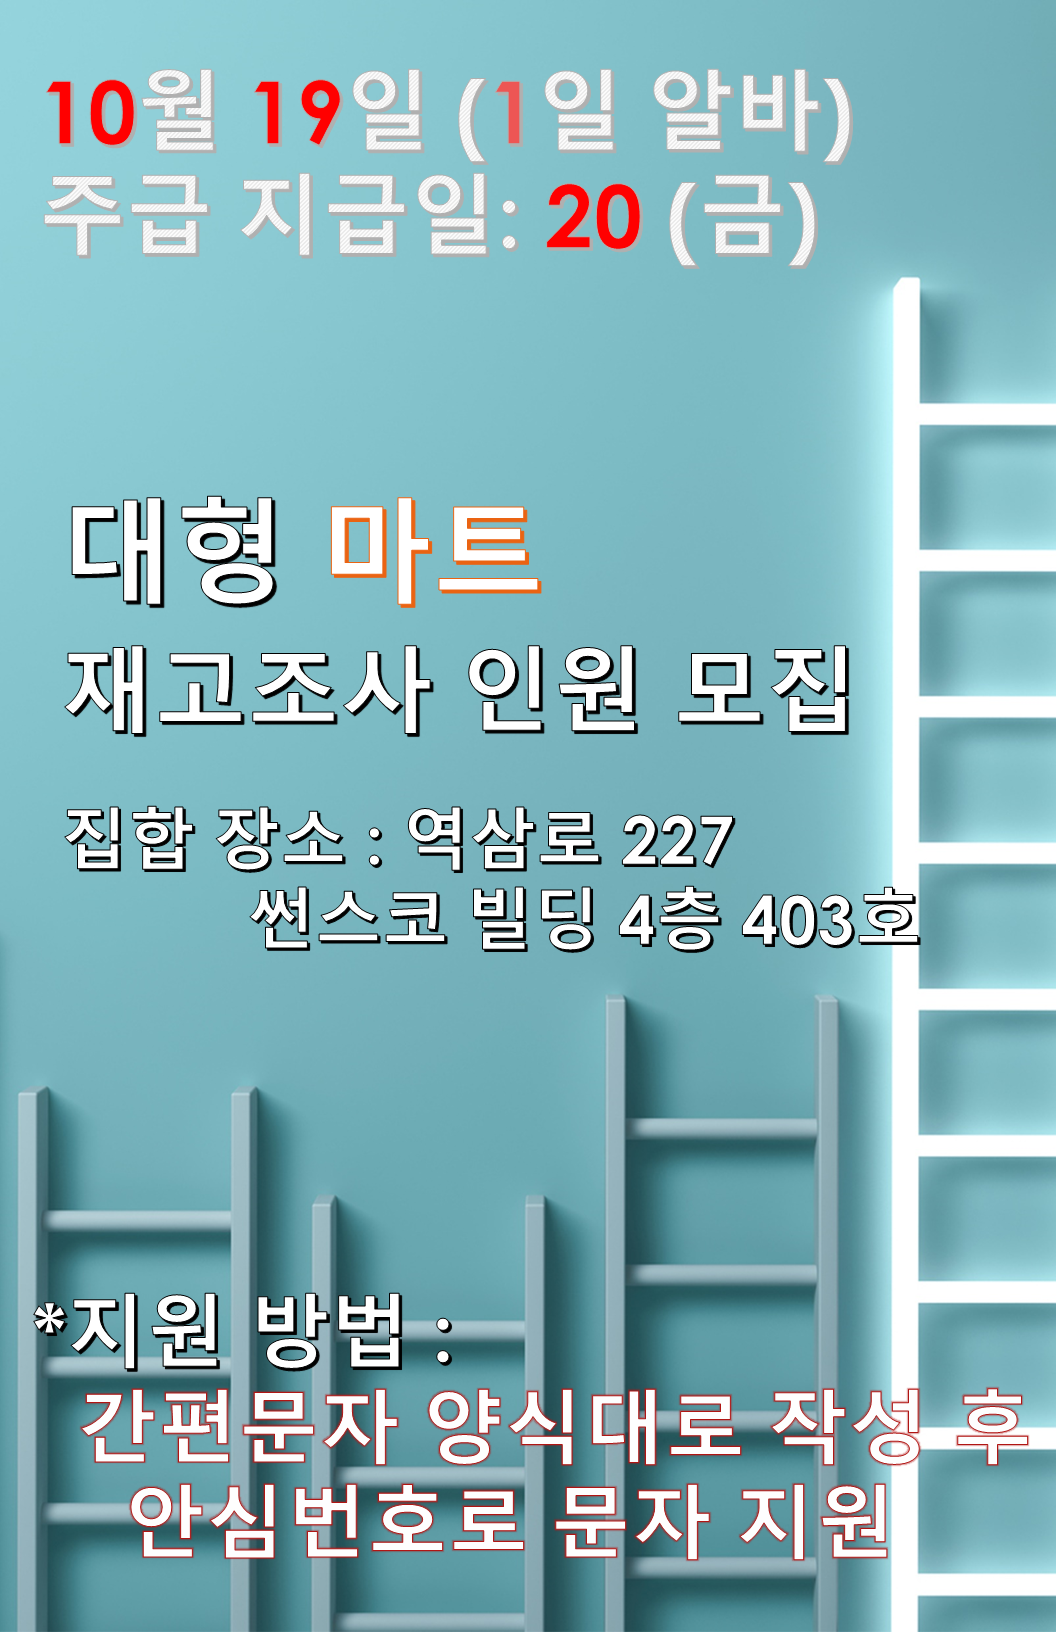 10월 19일 (1일 알바)
주급 지급일: 20 (금)
대형 마트
재고조사 인원 모집
집합 장소 : 역삼로 227
썬스코 빌딩 4층 403호
*지원 방법 :
간편문자 양식대로 작성 후
안심번호로 문자 지원